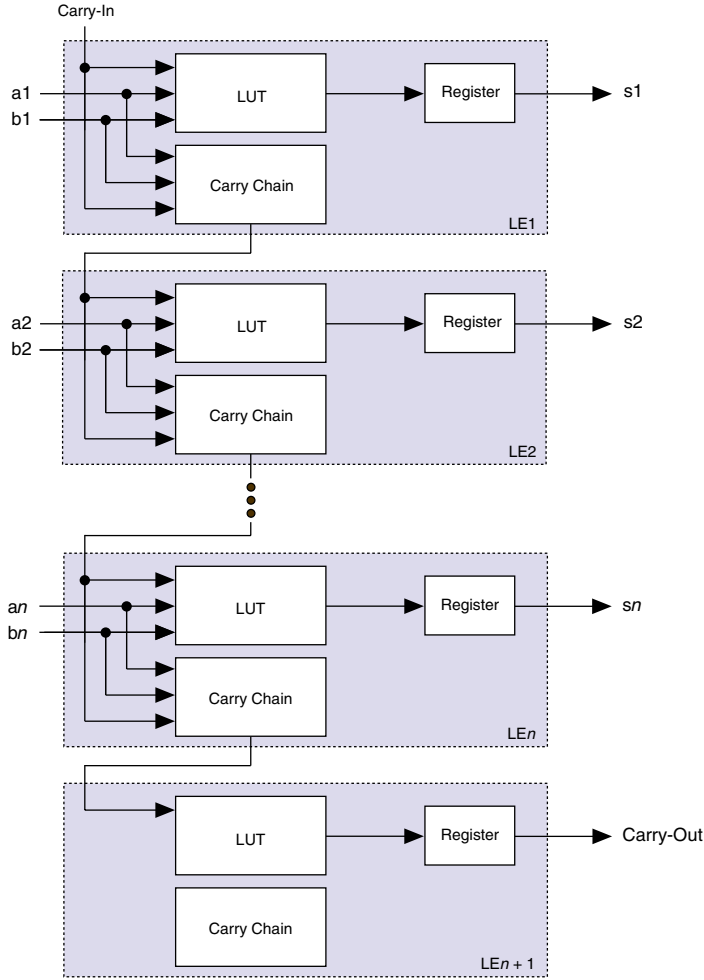 Carry-In
a1
b1
LUT
Register
s1
Carry Chain
LE1
a2
b2
LUT
Register
s2
Carry Chain
LE2
an
bn
LUT
Register
sn
Carry Chain
LEn
LUT
Register
Carry-Out
Carry Chain
LEn + 1